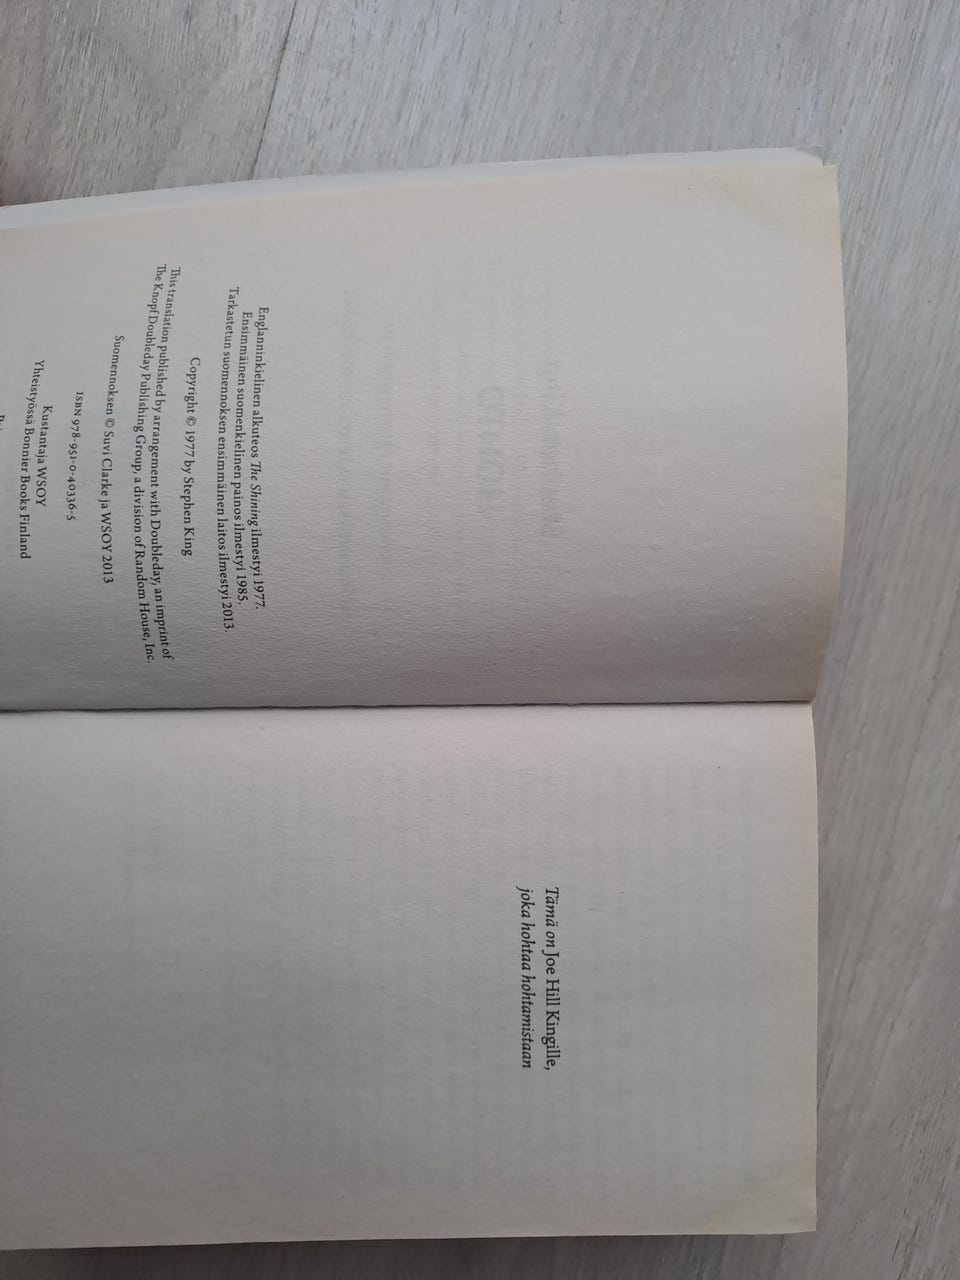 Englanninkielinen alkuteos The Shining ilmestyi 1977.
Ensimmäinen suomenkielinen painos ilmestyi 1985.
Tarkastetun suomennoksen ensimmäinen laitos ilmestyi 2013.
Copyright © 1977 by Stephen King
This translation published by arrangement with Doubleday, an imprint of
The Knopf Doubleday Publishing Group, a division of Random House, Inc.
Suomennoksen © Suvi Clarke ja WSOY 2013
ISBN 978-951-0-40336-5
Kustantaja WSOY
Yhteistyössä Bonnier Books Finland
Tämä on Joe Hill Kingille,
joka hohtaa hohtamistaan